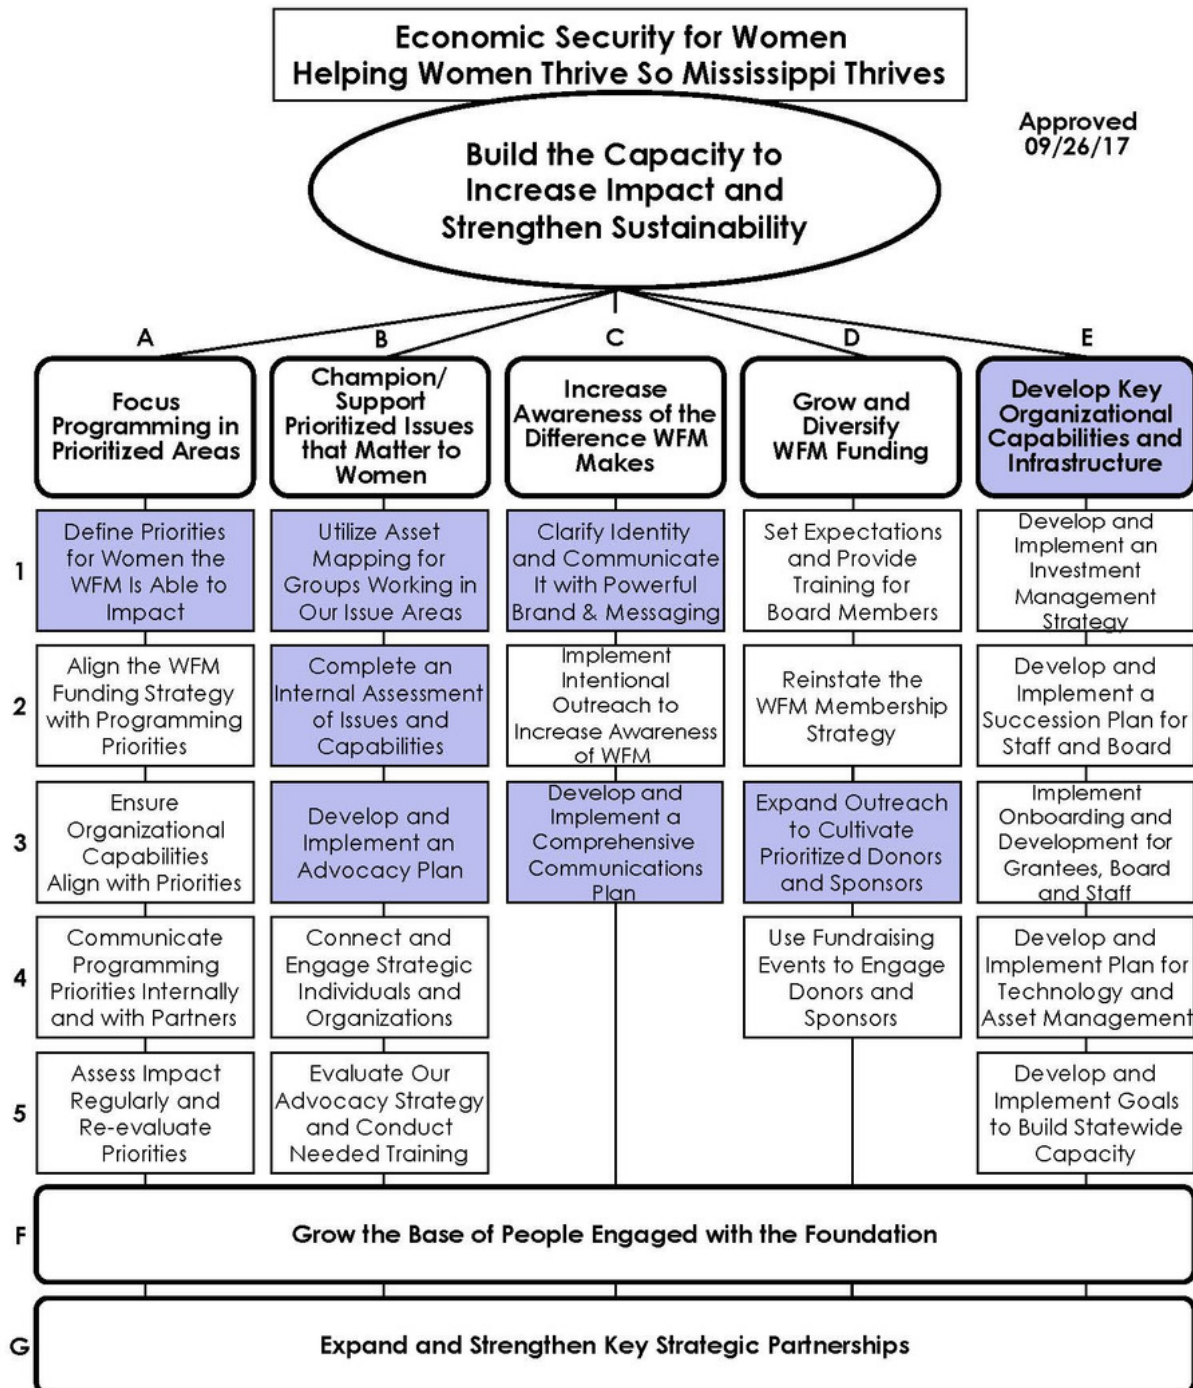 Economic Security for Women
Helping Women Thrive So Mississippi Thrives
Approved
09/26/17
Build the Capacity to
Increase Impact and
Strengthen Sustainability
A
B
C
D
E
Focus
Programming in
Prioritized Areas
Champion/
Support
Prioritized Issues
that Matter to
Women
Increase
Awareness of the
Difference WFM
Makes
Grow and
Diversify
WFM Funding
Develop Key
Organizational
Capabilities and
Infrastructure
1
Define Priorities
for Women the
WFM Is Able to
Impact
Utilize Asset
Mapping for
Groups Working in
Our Issue Areas
Clarify Identity
and Communicate
It with Powerful
Brand & Messaging
Set Expectations
and Provide
Training for
Board Members
Develop and
Implement an
Investment
Management
Strategy
2
Align the WFM
Funding Strategy
with Programming
Priorities
Complete an
Internal Assessment
of Issues and
Capabilities
Implement
Intentional
Outreach to
Increase Awareness
of WFM
Reinstate the
WFM Membership
Strategy
Develop and
Implement a
Succession Plan for
Staff and Board
3
Ensure
Organizational
Capabilities
Align with Priorities
Develop and
Implement an
Advocacy Plan
Develop and
Implement a
Comprehensive
Communications
Plan
Expand Outreach
to Cultivate
Prioritized Donors
and Sponsors
Implement
Onboarding and
Development for
Grantees, Board
and Staff
4
Communicate
Programming
Priorities Internally
and with Partners
Connect and
Engage Strategic
Individuals and
Organizations
Use Fundraising
Events to Engage
Donors and
Sponsors
Develop and
Implement Plan for
Technology and
Asset Management
5
Assess Impact
Regularly and
Re-evaluate
Priorities
Evaluate Our
Advocacy Strategy
and Conduct
Needed Training
Develop and
Implement Goals
to Build Statewide
Capacity
F
Grow the Base of People Engaged with the Foundation
G
Expand and Strengthen Key Strategic Partnerships